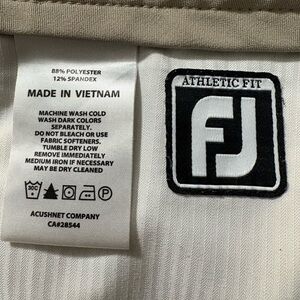 88% POLYESTER
12% SPANDEX
MADE IN VIETNAM
MACHINE WASH COLD
WASH DARK COLORS
SEPARATELY.
DO NOT BLEACH OR USE
FABRIC SOFTENERS.
TUMBLE DRY LOW
REMOVE IMMEDIATELY
MEDIUM IRON IF NECESSARY
MAY BE DRY CLEANED
30C
ACUSHNET COMPANY
CA#28544
ATHLETIC FIT
FJ